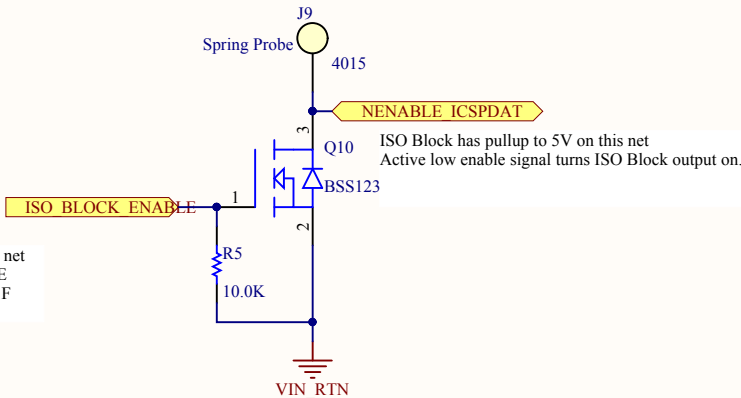 J9
Spring Probe
4015
NENABLE_ICSPDAT
3
ISO Block has pullup to 5V on this net
Active low enable signal turns ISO Block output on.
Q10
BSS123
ISO_BLOCK_ENABLE
1
2
net
E
F
R5
10.0K
VIN_RTN